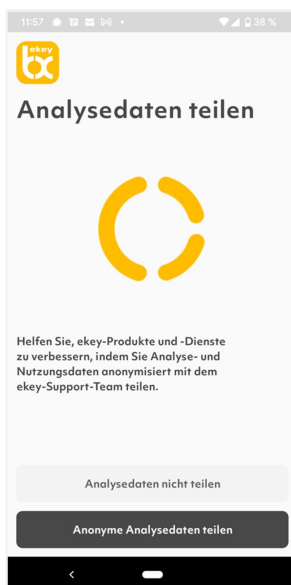 11:57 38 %
ekey
bx
Analysedaten teilen
Helfen Sie, ekey-Produkte und -Dienste
zu verbessern, indem Sie Analyse- und
Nutzungsdaten anonymisiert mit dem
ekey-Support-Team teilen.
Analysedaten nicht teilen
Anonyme Analysedaten teilen